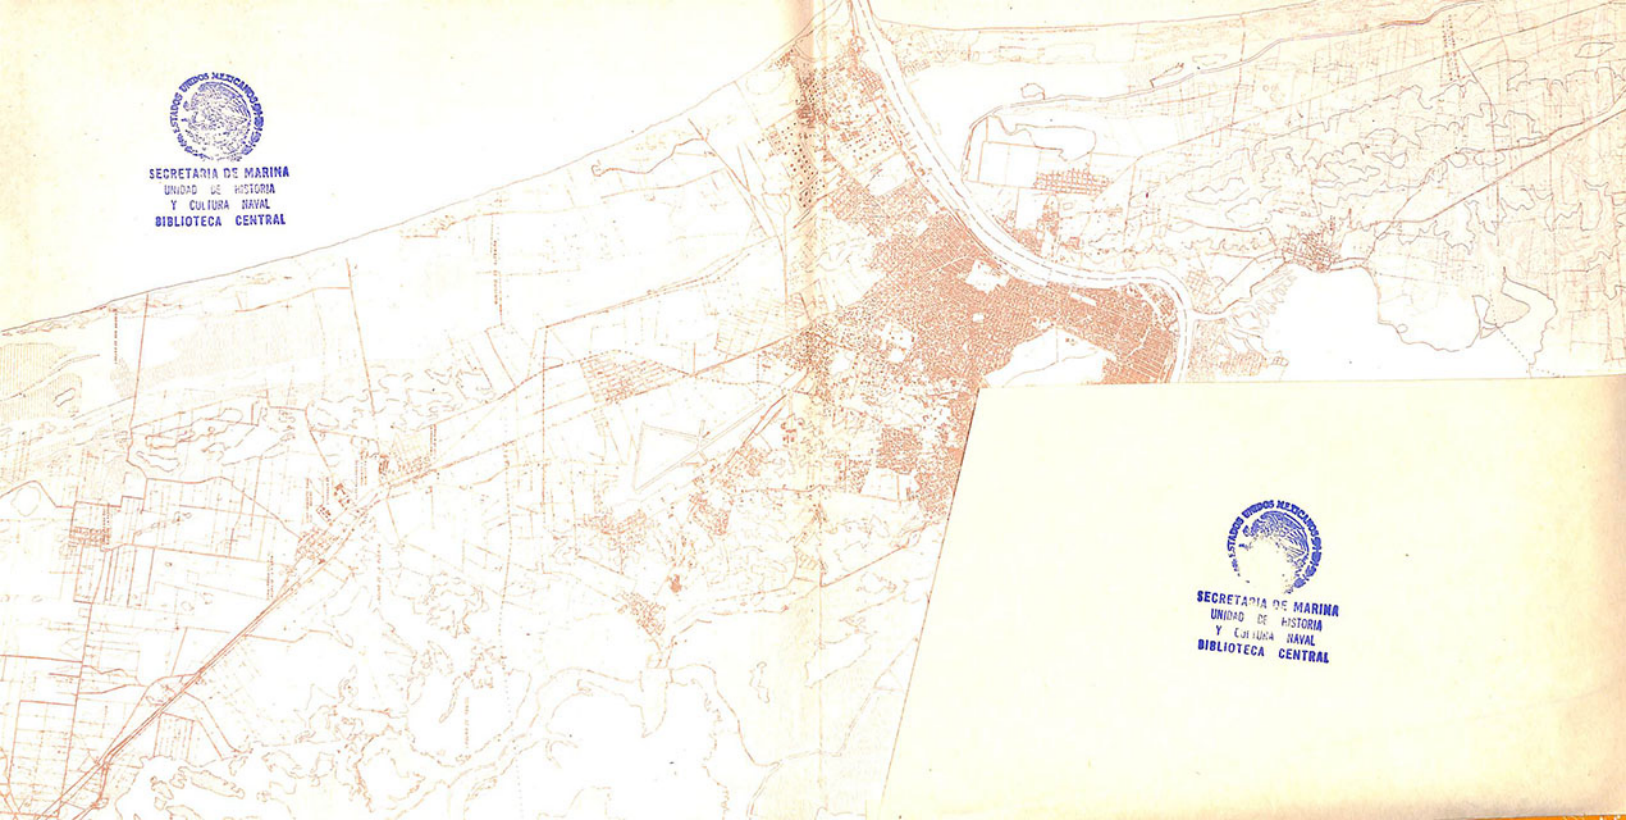 ESTADOS UNIDOS MEXICANOS
SECRETARIA DE MARINA
UNIDAD DE HISTORIA
Y CULTURA NAVAL
BIBLIOTECA CENTRAL
ESTADOS UNIDOS MEXICANOS
SECRETARIA DE MARINA
UNIDAD DE HISTORIA
Y CULTURA NAVAL
BIBLIOTECA CENTRAL